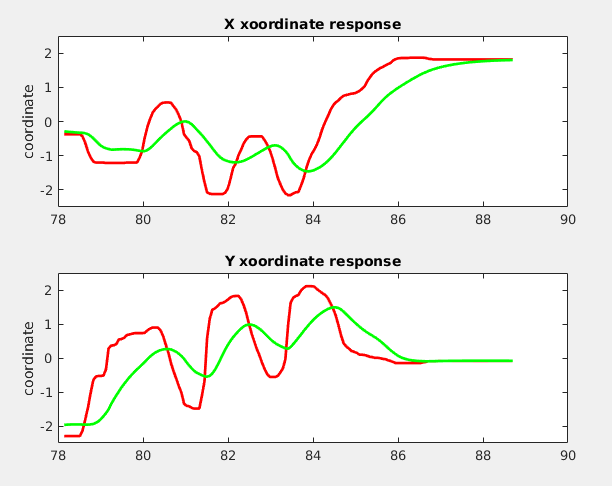 X xoordinate response
coordinate
2
1
0
-1
-2
78 80 82 84 86 88 90
Y xoordinate response
coordinate
2
1
0
-1
-2
78 80 82 84 86 88 90